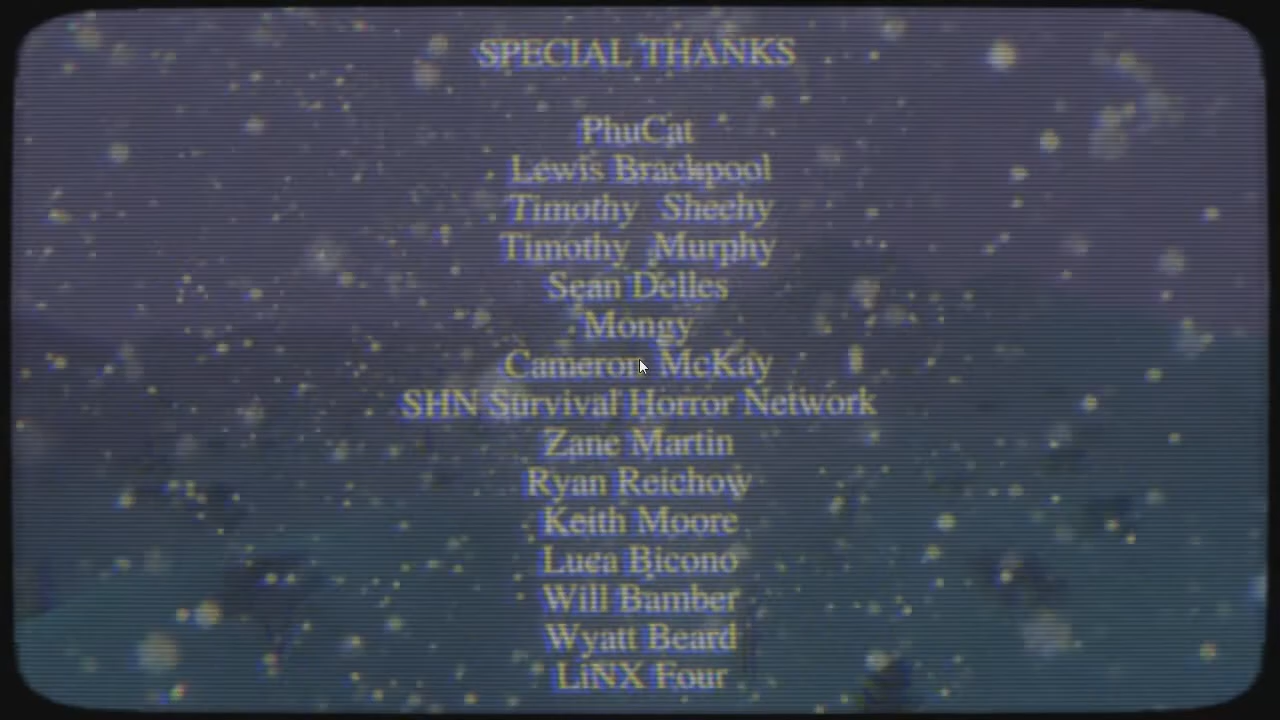 SPECIAL THANKS
PhuCat
Lewis Brackpool
Timothy Sheehy
Timothy Murphy
Sean Delles
Mongy
Cameron McKay
SHN Survival Horror Network
Zane Martin
Ryan Reichow
Keith Moore
Luca Bicono
Will Bamber
Wyatt Beard
LiNX Four